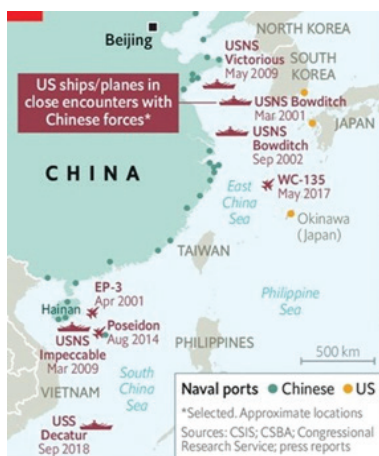 NORTH KOREA
Beijing
USNS
Victorious
May 2009
SOUTH
KOREA
US ships/planes in
close encounters with
Chinese forces*
USNS Bowditch
Mar 2001
JAPAN
USNS
Bowditch
Sep 2002
CHINA
WC-135
May 2017
East
China
Sea
Okinawa
(Japan)
TAIWAN
EP-3
Apr 2001
Philippine
Sea
Hainan
Poseidon
Aug 2014
USNS
Impeccable
Mar 2009
PHILIPPINES
500 km
VIETNAM
South
China
Sea
USS
Decatur
Sep 2018
Naval ports Chinese US
*Selected. Approximate locations
Sources: CSIS; CSBA; Congressional
Research Service; press reports